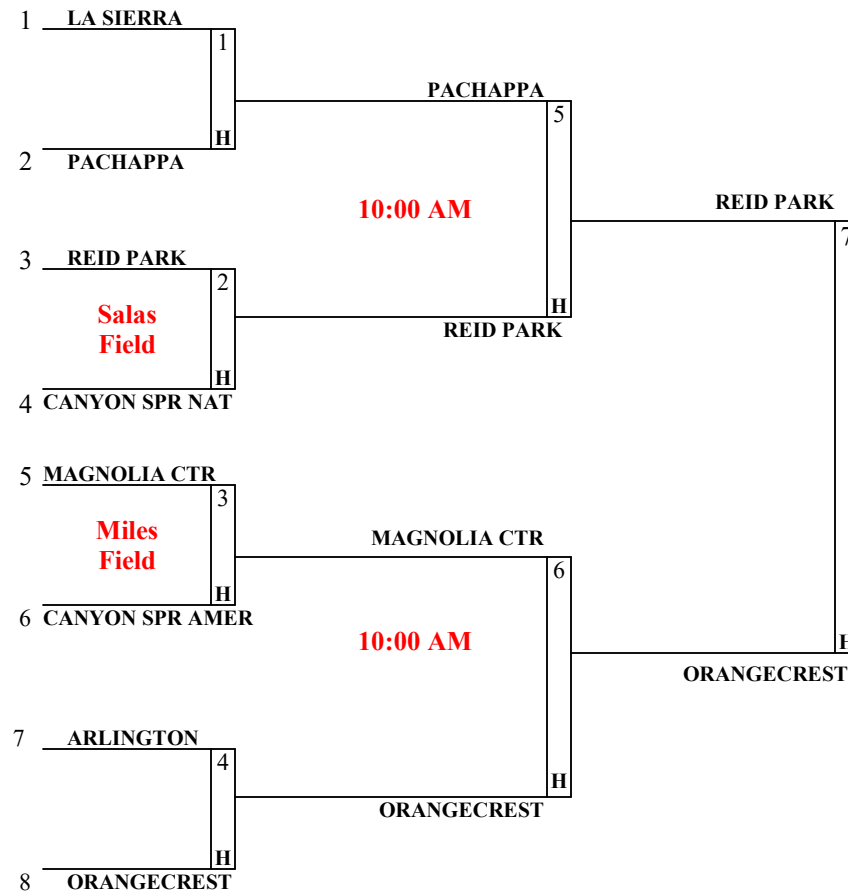 1 LA SIERRA
1
H
2 PACHAPPA
PACHAPPA
5
10:00 AM
H
REID PARK
REID PARK
7
3 REID PARK
2
Salas
Field
H
4 CANYON SPR NAT
5 MAGNOLIA CTR
3
Miles
Field
H
6 CANYON SPR AMER
MAGNOLIA CTR
6
10:00 AM
H
ORANGECREST
H
ORANGECREST
7 ARLINGTON
4
H
8 ORANGECREST